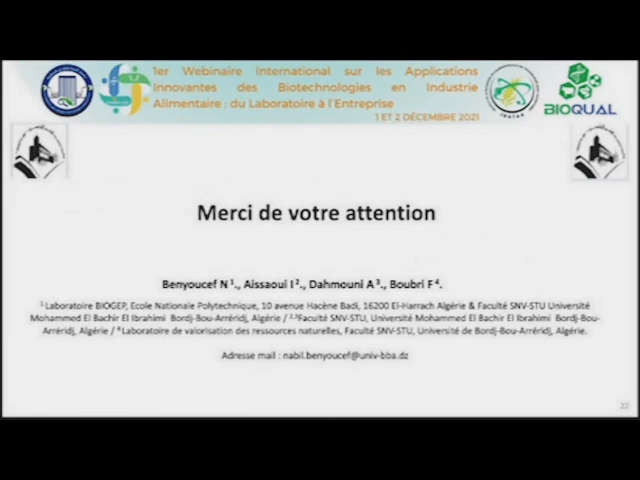 1er Webinaire International sur les Applications
Innovantes des Biotechnologies en Industrie
Alimentaire : du Laboratoire à l'Entreprise
1 ET 2 DÉCEMBRE 2021
BIOQUAL
Merci de votre attention
Benyoucef N ¹., Aissaoui I ²., Dahmouni A ³., Boubri F ⁴.
¹ Laboratoire BIOGEP, Ecole Nationale Polytechnique, 10 avenue Hacène Badi, 16200 El-Harrach Algérie & Faculté SNV-STU Université
Mohammed El Bachir El Ibrahimi Bordj-Bou-Arréridj, Algérie / ²·³Faculté SNV-STU, Université Mohammed El Bachir El Ibrahimi Bordj-Bou-
Arréridj, Algérie / ⁴ Laboratoire de valorisation des ressources naturelles, Faculté SNV-STU, Université de Bordj-Bou-Arréridj, Algérie.
Adresse mail : nabil.benyoucef@univ-bba.dz
22